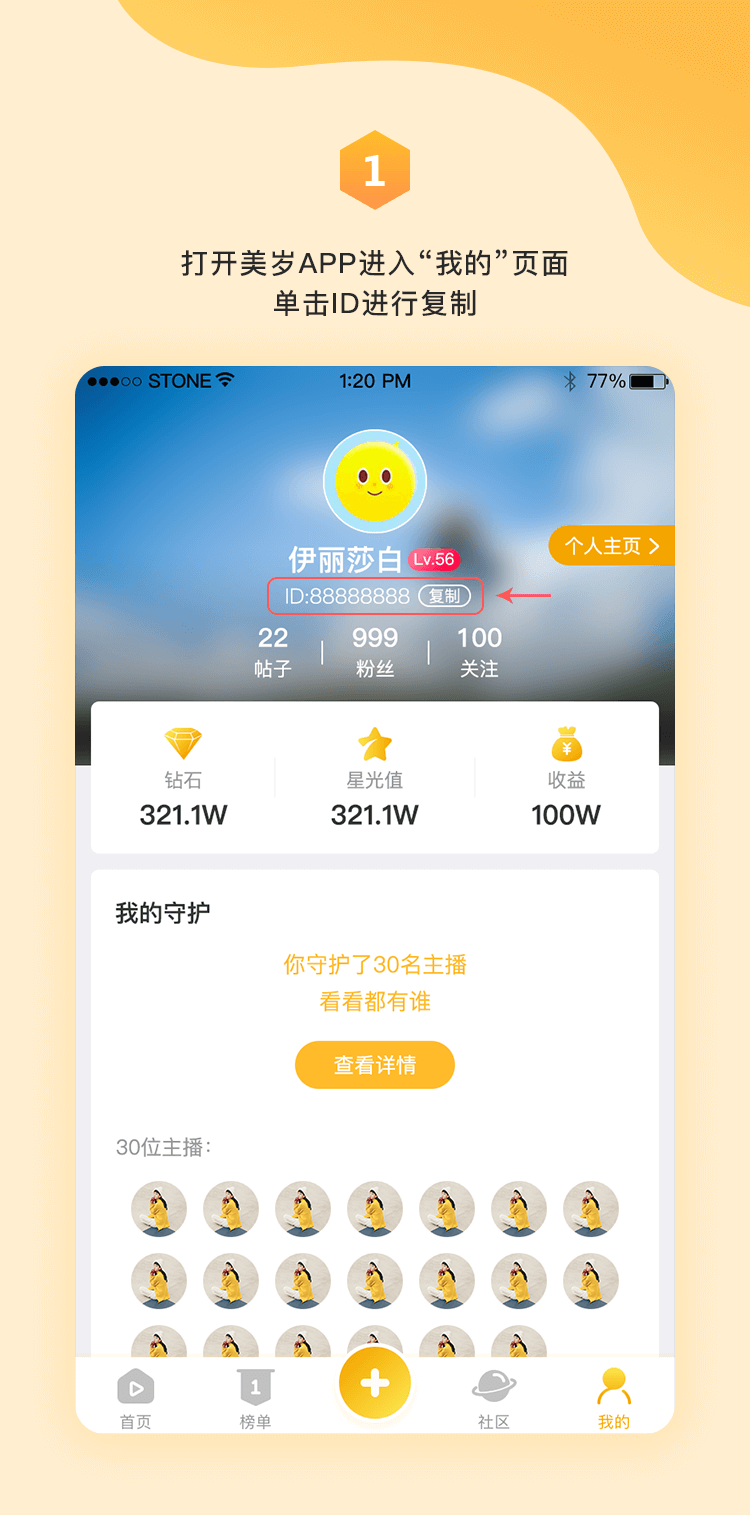 1
打开美岁APP进入“我的”页面
单击ID进行复制
STONE 1:20 PM 77%
伊丽莎白 Lv.56
个人主页
ID:88888888 复制
22 999 100
帖子 粉丝 关注
钻石 星光值 收益
321.1W 321.1W 100W
我的守护
你守护了30名主播
看看都有谁
查看详情
30位主播：
1
首页 榜单 社区 我的